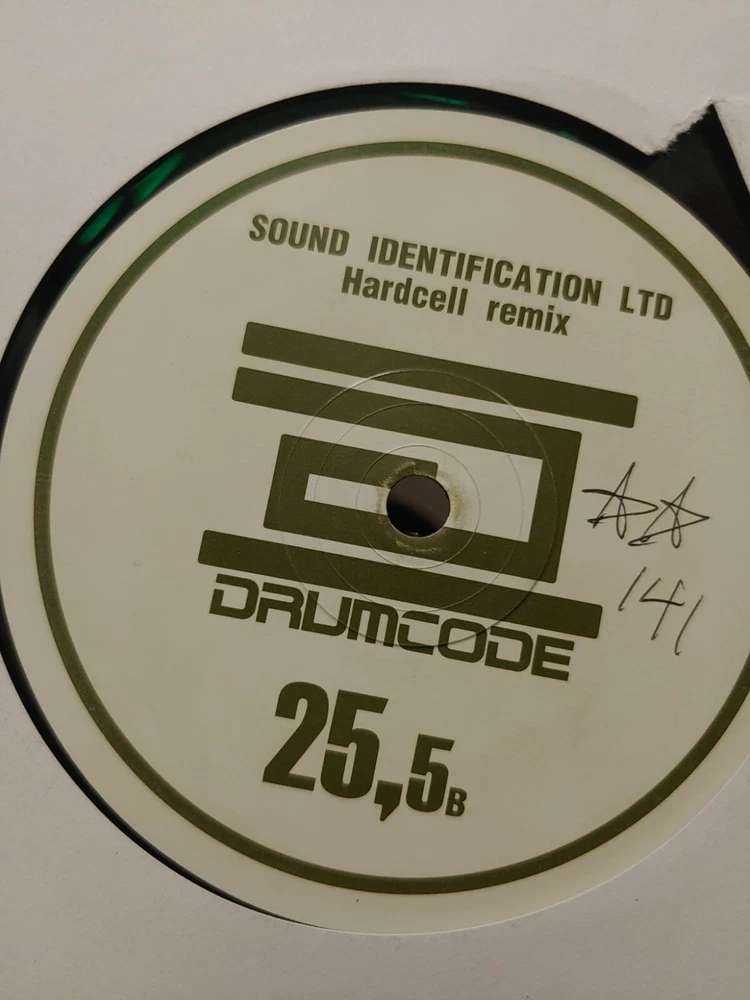 SOUND IDENTIFICATION LTD
Hardcell remix
DRUMCODE
141
25,5B